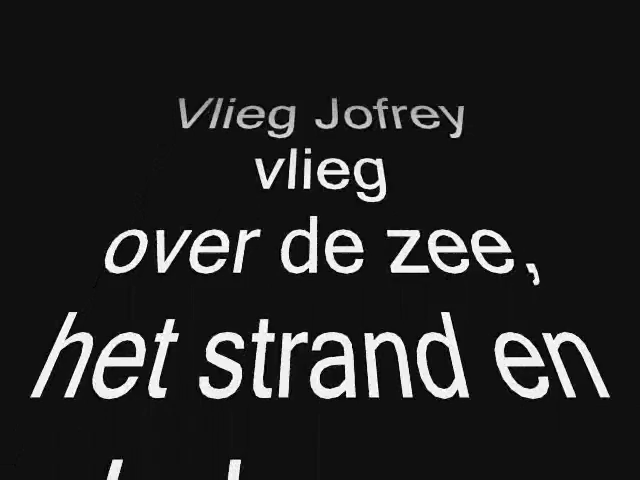 Vlieg Jofrey
vlieg
over de zee,
het strand en